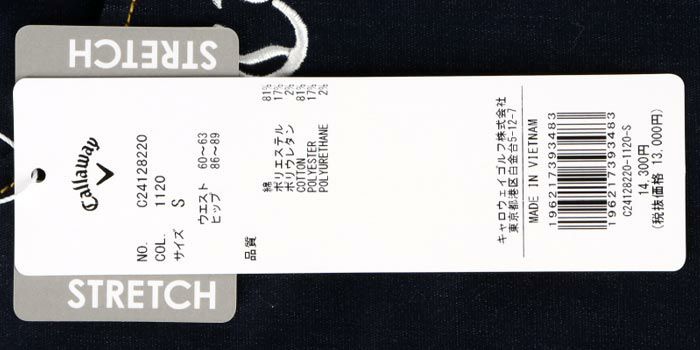 STRETCH
Callaway
NO. C24128220
COL. 1120
サイズ S
ウエスト 60～63
ヒップ 86～89
品質
綿 81%
ポリエステル 17%
ポリウレタン 2%
COTTON 81%
POLYESTER 17%
POLYURETHANE 2%
キャロウェイゴルフ株式会社
東京都港区白金台5-12-7
MADE IN VIETNAM
196217393483
196217393483
C24128220-1120-S
14,300円
(税抜価格 13,000円)
STRETCH